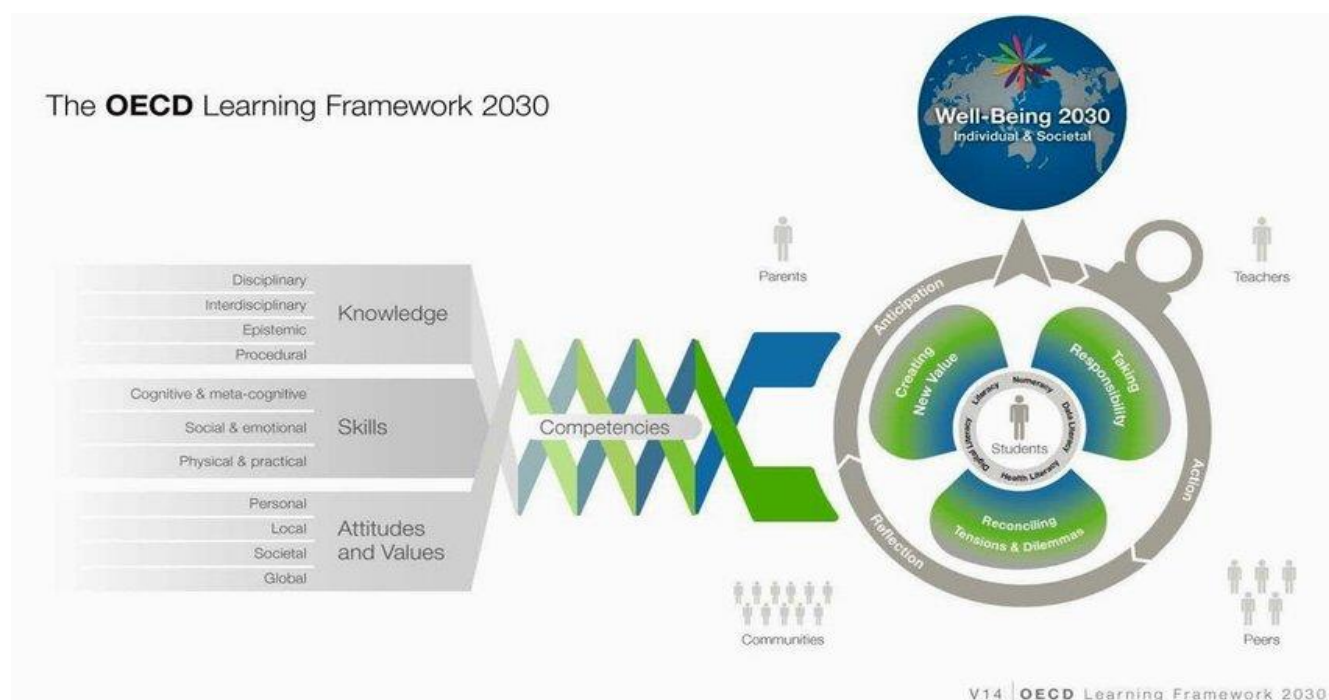 The OECD Learning Framework 2030
Well-Being 2030
Individual & Societal
Parents
Teachers
Disciplinary
Interdisciplinary
Epistemic
Procedural
Knowledge
Cognitive & meta-cognitive
Social & emotional
Physical & practical
Skills
Personal
Local
Societal
Global
Attitudes
and Values
Competencies
Anticipation
Action
Reflection
Creating
New Value
Taking
Responsibility
Reconciling
Tensions & Dilemmas
Literacy
Numeracy
Data Literacy
Health Literacy
Digital Literacy
Students
Communities
Peers
V14 | OECD Learning Framework 2030